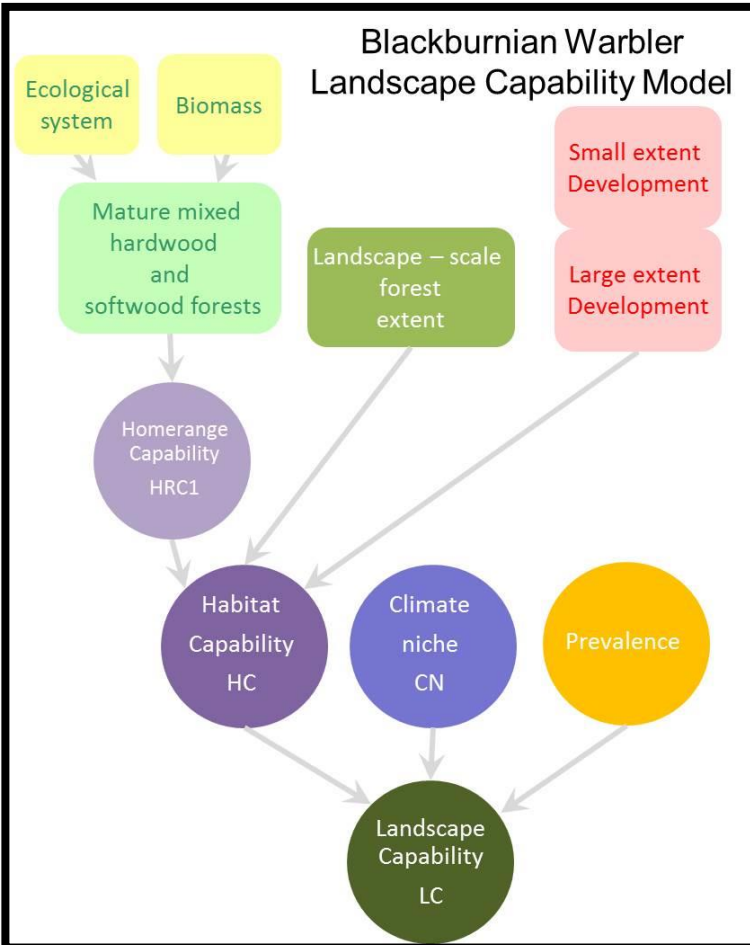 Blackburnian Warbler
Landscape Capability Model
Ecological
system
Biomass
Small extent
Development
Mature mixed
hardwood
and
softwood forests
Landscape – scale
forest
extent
Large extent
Development
Homerange
Capability
HRC1
Habitat
Capability
HC
Climate
niche
CN
Prevalence
Landscape
Capability
LC